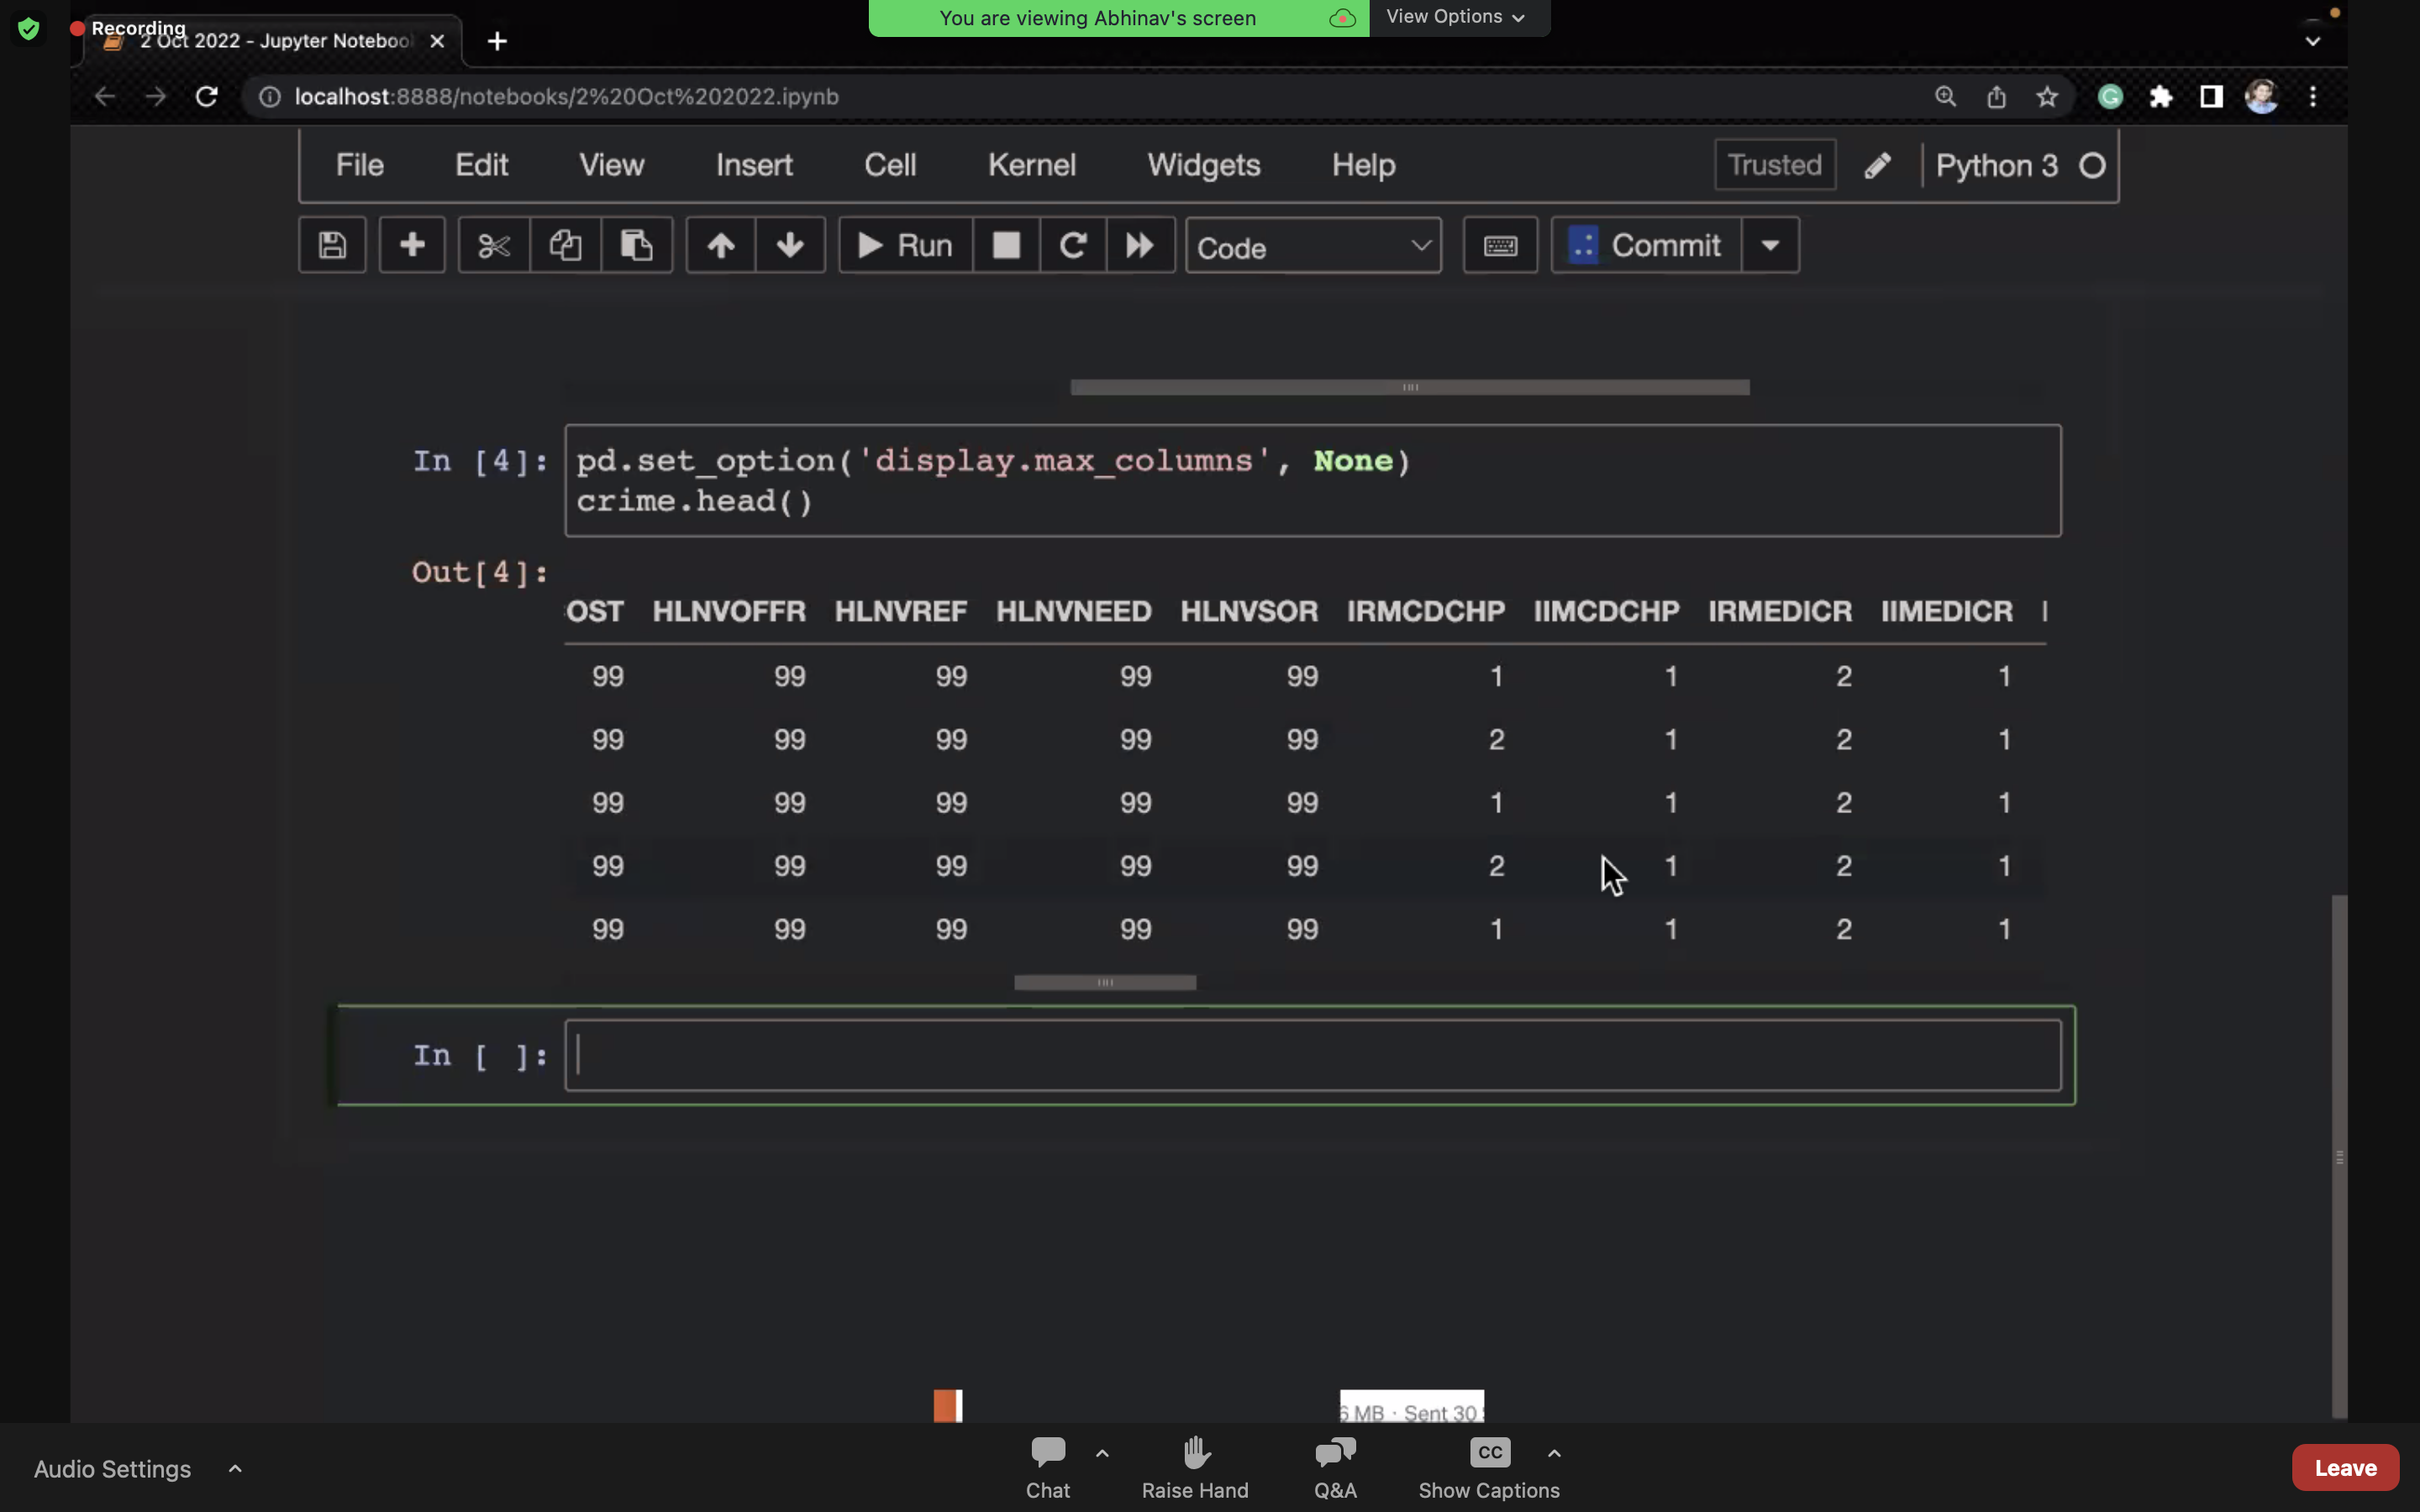 You are viewing Abhinav's screen View Options
Recording
2 Oct 2022 - Jupyter Noteboo
localhost:8888/notebooks/2%20Oct%202022.ipynb
File Edit View Insert Cell Kernel Widgets Help Trusted Python 3
Run Code Commit
In [4]: pd.set_option('display.max_columns', None)
crime.head()
Out[4]:
OST HLNVOFFR HLNVREF HLNVNEED HLNVSOR IRMCDCHP IIMCDCHP IRMEDICR IIMEDICR
99 99 99 99 99 1 1 2 1
99 99 99 99 99 2 1 2 1
99 99 99 99 99 1 1 2 1
99 99 99 99 99 2 1 2 1
99 99 99 99 99 1 1 2 1
In [ ]:
6 MB · Sent 30
Audio Settings Chat Raise Hand Q&A CC Show Captions Leave